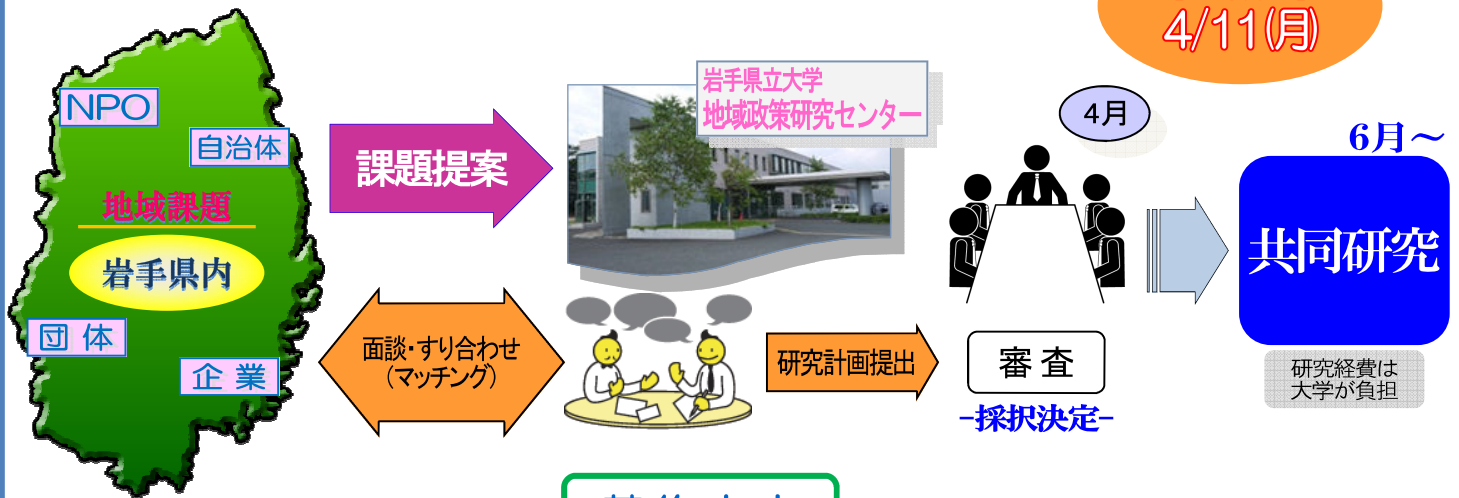 4/11(月)
NPO
自治体
地域課題
岩手県内
団 体
企 業
課題提案
面談・すり合わせ
(マッチング)
岩手県立大学
地域政策研究センター
研究計画提出
4月
審 査
-採択決定-
6月~
共同研究
研究経費は
大学が負担